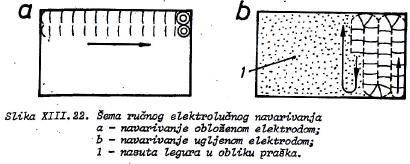 a
b
1
Slika XIII.22. Šema ručnog elektrolučnog navarivanja
a - navarivanje obloženom elektrodom;
b - navarivanje ugljenom elektrodom;
1 - nasuta legura u obliku praška.